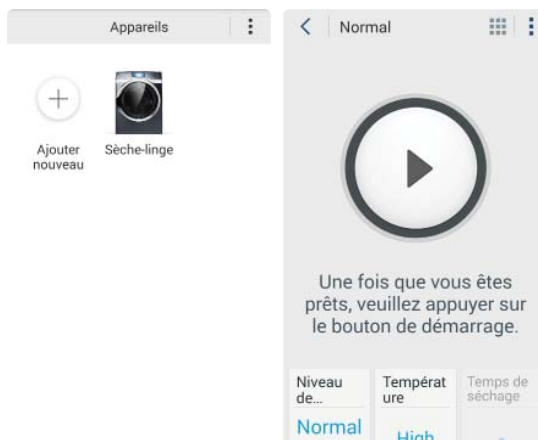 Appareils
Ajouter
nouveau
Sèche-linge
Normal
Une fois que vous êtes
prêts, veuillez appuyer sur
le bouton de démarrage.
Niveau
de...
Normal
Températ
ure
High
Temps de
séchage